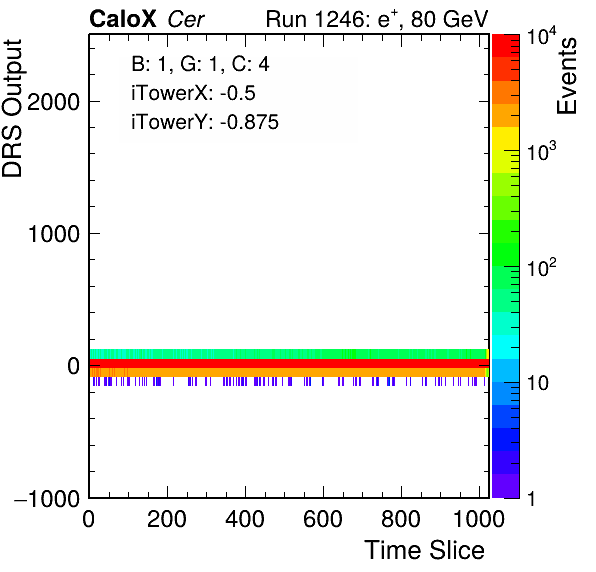 CaloX Cer Run 1246: e+, 80 GeV
B: 1, G: 1, C: 4
iTowerX: -0.5
iTowerY: -0.875
DRS Output
2000
1000
0
−1000
0 200 400 600 800 1000
Time Slice
Events
10^4
10^3
10^2
10
1